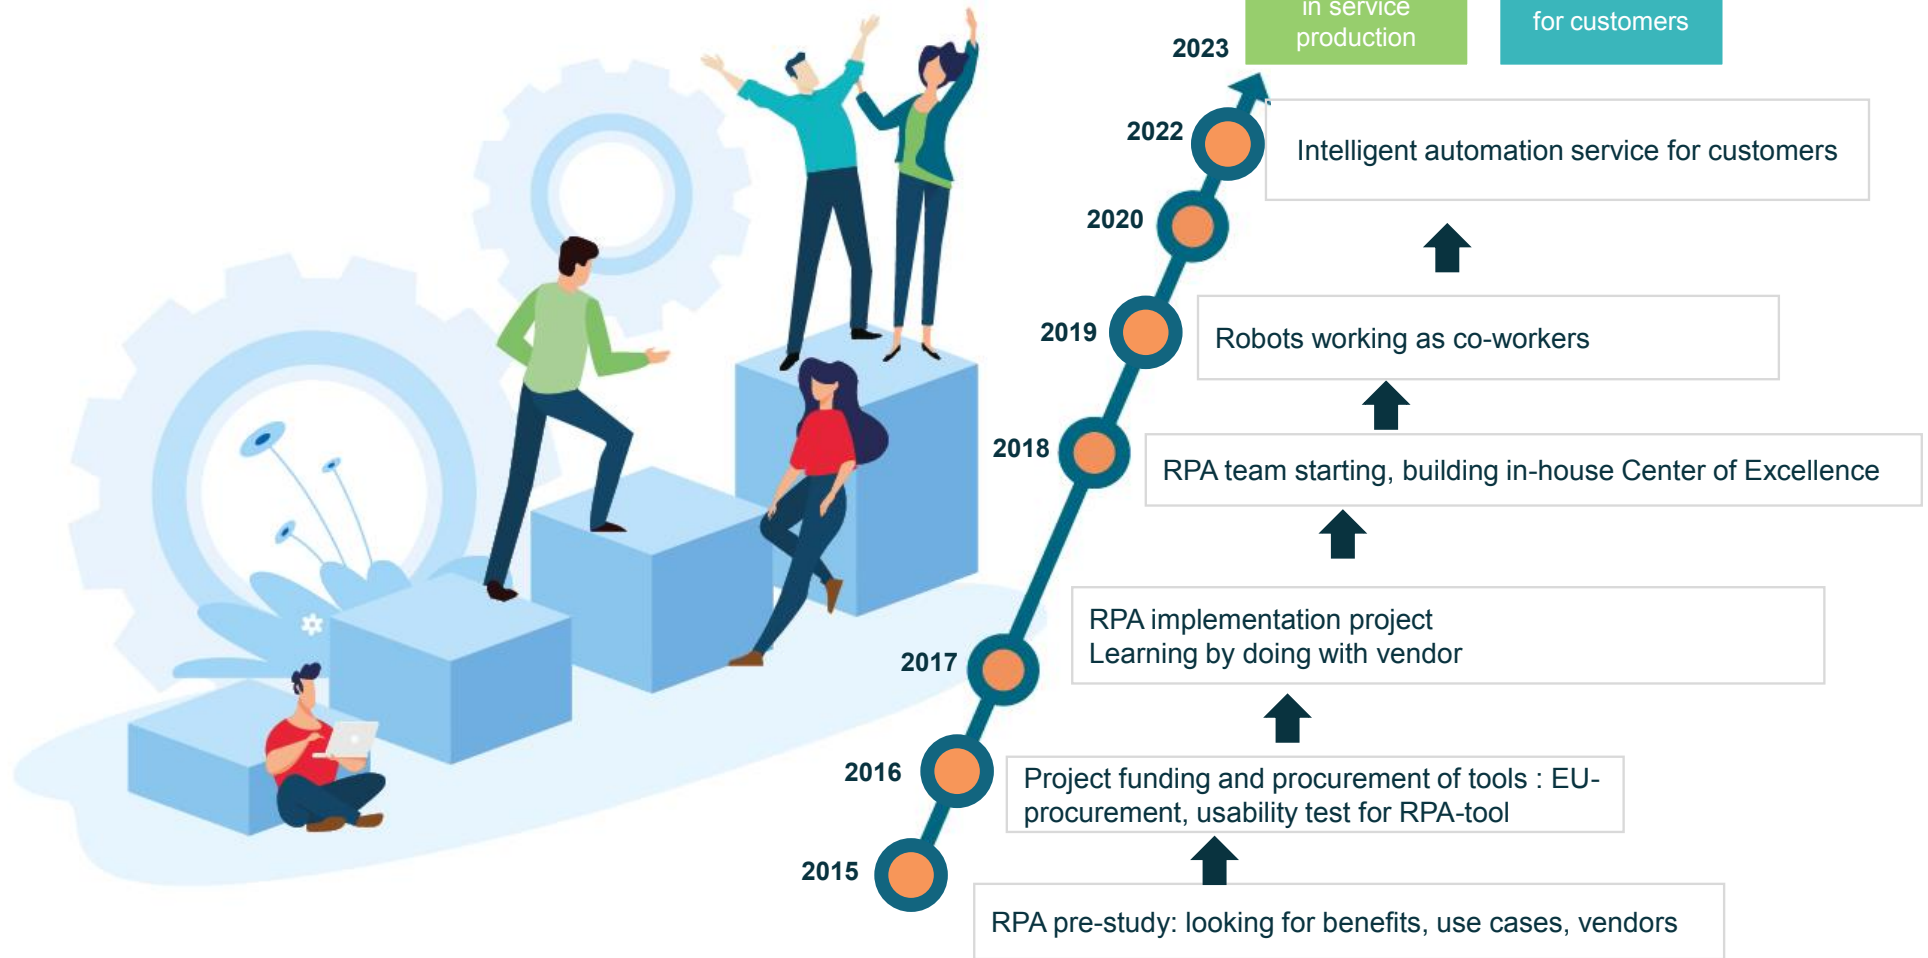 in service
production
for customers
2023
2022
Intelligent automation service for customers
2020
2019
Robots working as co-workers
2018
RPA team starting, building in-house Center of Excellence
RPA implementation project
Learning by doing with vendor
2017
2016
Project funding and procurement of tools : EU-
procurement, usability test for RPA-tool
2015
RPA pre-study: looking for benefits, use cases, vendors